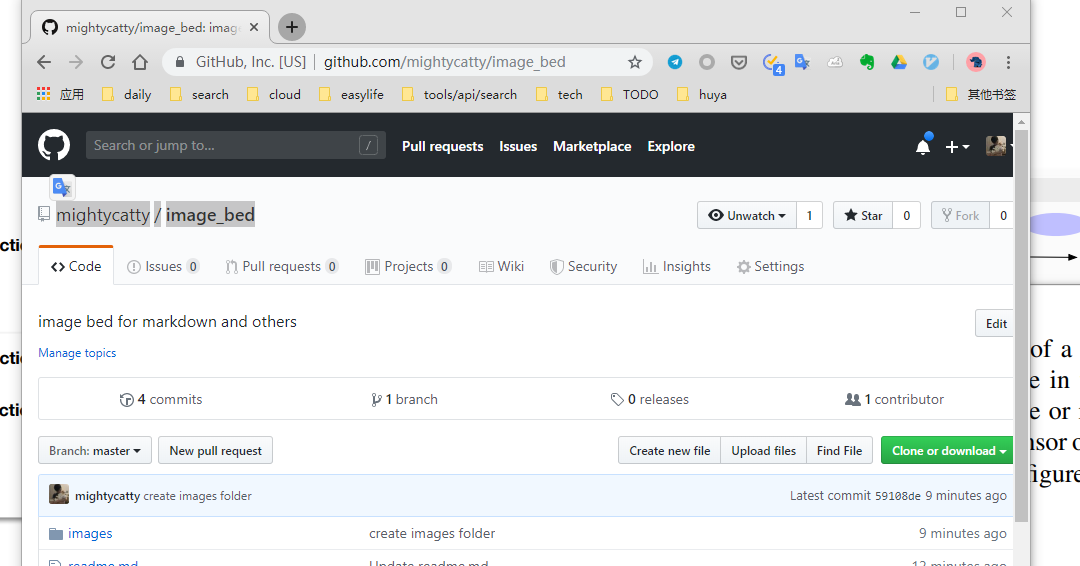 mightycatty/image_bed: imag
GitHub, Inc. [US] github.com/mightycatty/image_bed
4
应用 daily search cloud easylife tools/api/search tech TODO huya 其他书签
Search or jump to... / Pull requests Issues Marketplace Explore
mightycatty / image_bed Unwatch 1 Star 0 Fork 0
Code Issues 0 Pull requests 0 Projects 0 Wiki Security Insights Settings
image bed for markdown and others Edit
Manage topics
4 commits 1 branch 0 releases 1 contributor
Branch: master New pull request Create new file Upload files Find File Clone or download
mightycatty create images folder Latest commit 59108de 9 minutes ago
images create images folder 9 minutes ago
readme.md Update readme.md 12 minutes ago
ctio
ctio
ctio
of a
e in
e or
nsor o
figure